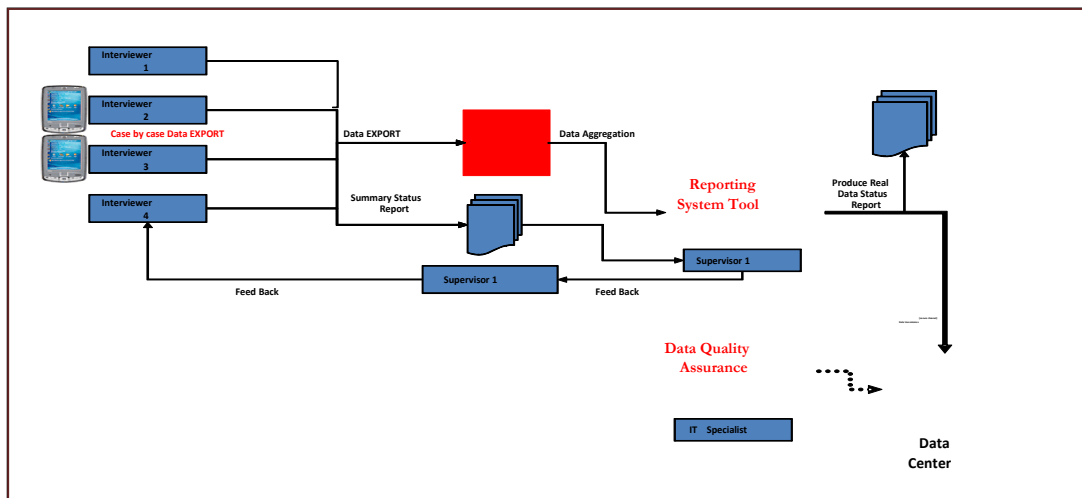 Interviewer
1
Interviewer
2
Case by case Data EXPORT
Interviewer
3
Interviewer
4
Data EXPORT
Data Aggregation
Summary Status
Report
Reporting
System Tool
Produce Real
Data Status
Report
Supervisor 1
Supervisor 1
Feed Back
Feed Back
Data Quality
Assurance
IT Specialist
Data
Center